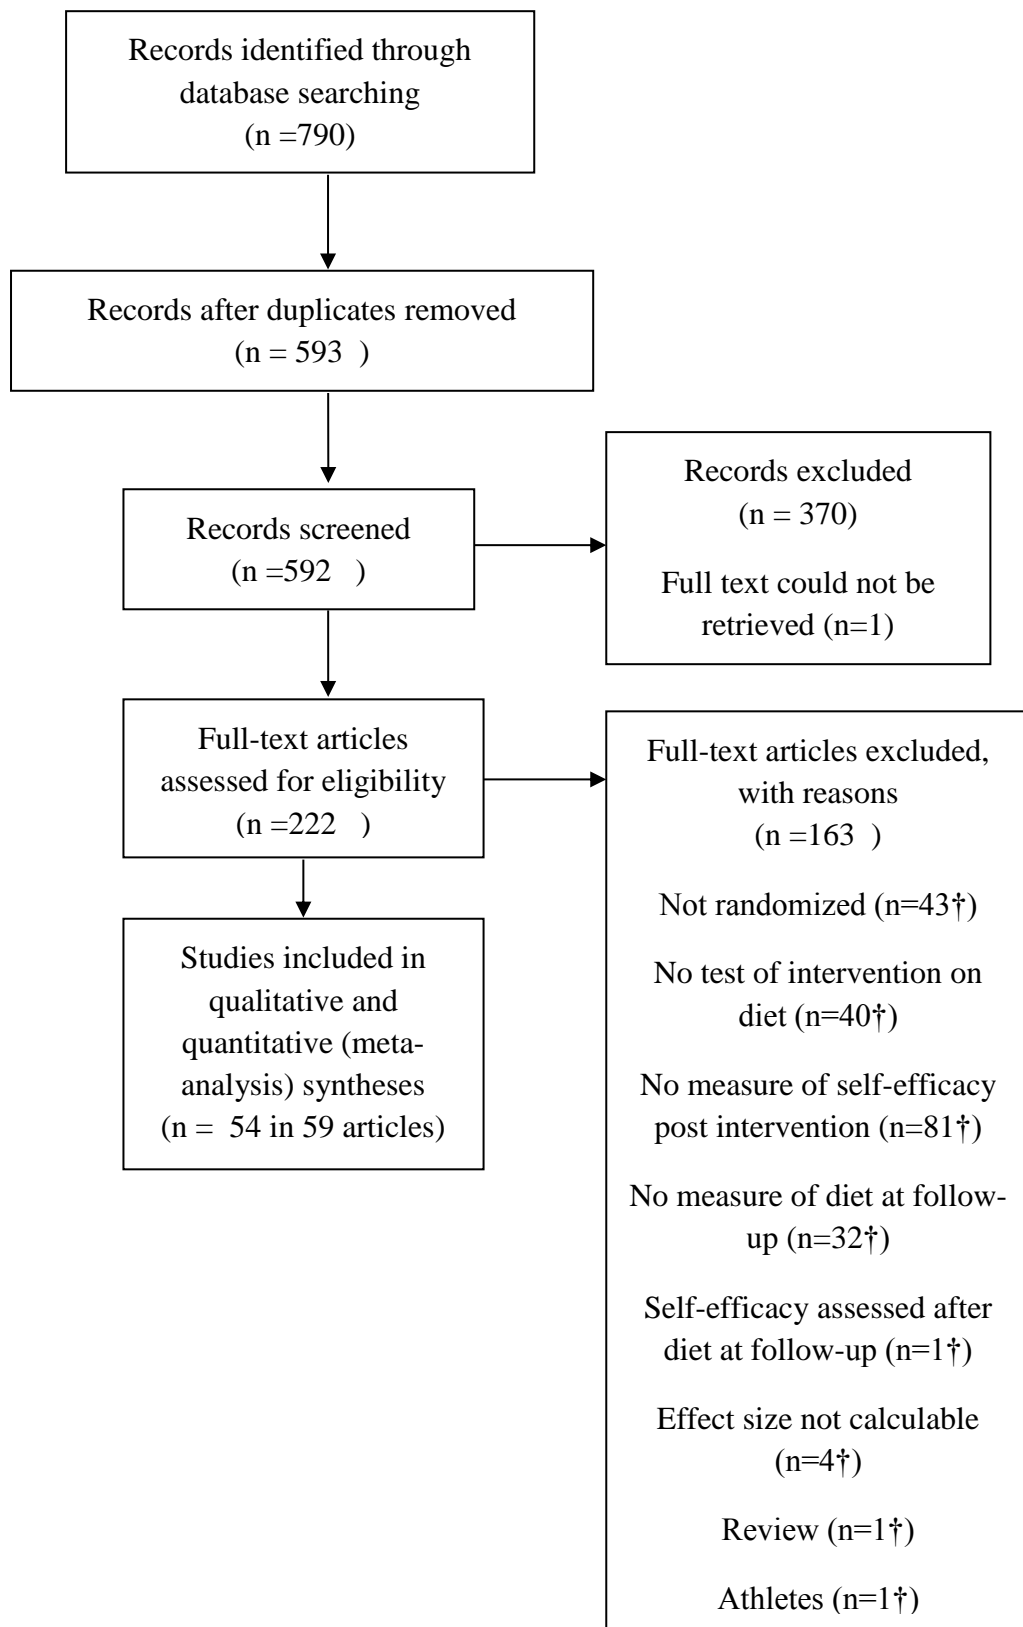 Records identified through
database searching
(n =790)
Records after duplicates removed
(n = 593   )
Records screened
(n =592   )
Records excluded
(n = 370)
Full text could not be
retrieved (n=1)
Full-text articles
assessed for eligibility
(n =222   )
Full-text articles excluded,
with reasons
(n =163   )
Not randomized (n=43†)
No test of intervention on
diet (n=40†)
No measure of self-efficacy
post intervention (n=81†)
No measure of diet at follow-
up (n=32†)
Self-efficacy assessed after
diet at follow-up (n=1†)
Effect size not calculable
(n=4†)
Review (n=1†)
Athletes (n=1†)
Studies included in
qualitative and
quantitative (meta-
analysis) syntheses
(n =  54 in 59 articles)